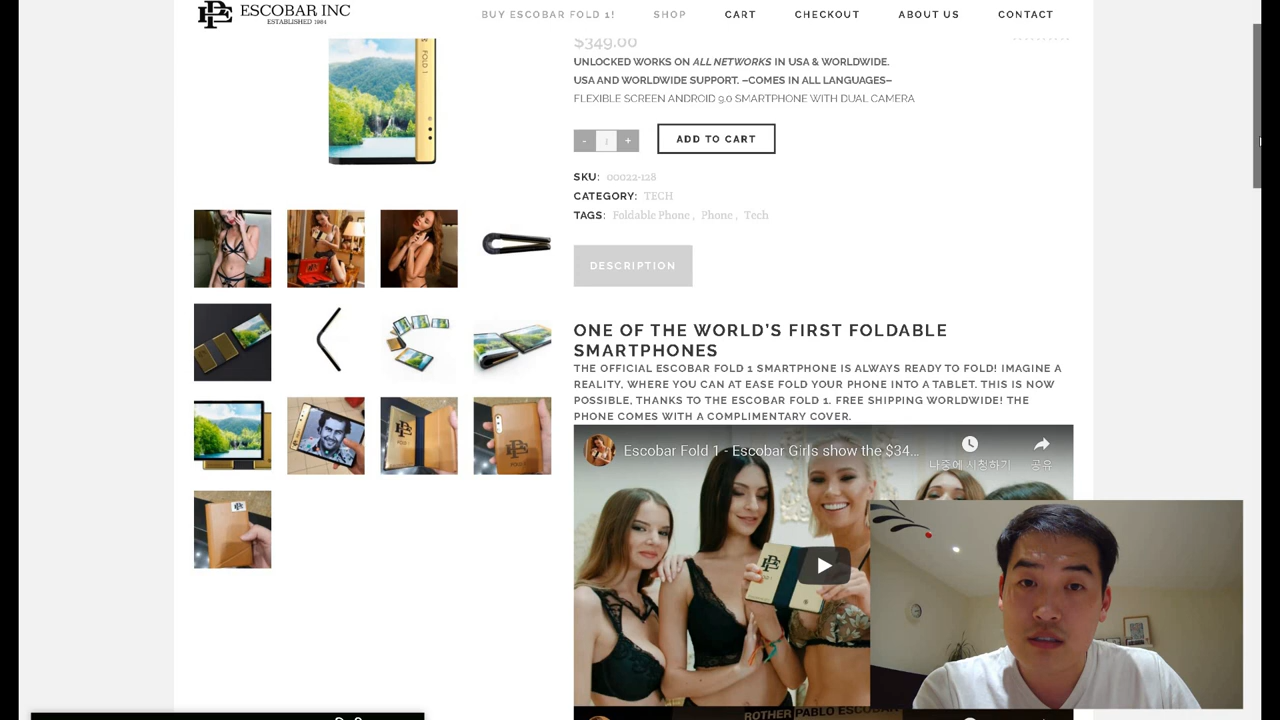 ESCOBAR INC
ESTABLISHED 1984
BUY ESCOBAR FOLD 1!
SHOP
CART
CHECKOUT
ABOUT US
CONTACT
$349.00
UNLOCKED WORKS ON ALL NETWORKS IN USA & WORLDWIDE.
USA AND WORLDWIDE SUPPORT. –COMES IN ALL LANGUAGES–
FLEXIBLE SCREEN ANDROID 9.0 SMARTPHONE WITH DUAL CAMERA
- 1 +
ADD TO CART
SKU: 00022-128
CATEGORY: TECH
TAGS: Foldable Phone , Phone , Tech
DESCRIPTION
ONE OF THE WORLD'S FIRST FOLDABLE
SMARTPHONES
THE OFFICIAL ESCOBAR FOLD 1 SMARTPHONE IS ALWAYS READY TO FOLD! IMAGINE A
REALITY, WHERE YOU CAN AT EASE FOLD YOUR PHONE INTO A TABLET. THIS IS NOW
POSSIBLE, THANKS TO THE ESCOBAR FOLD 1. FREE SHIPPING WORLDWIDE! THE
PHONE COMES WITH A COMPLIMENTARY COVER.
Escobar Fold 1 - Escobar Girls show the $34...
나중에 시청하기
공유
FOLD 1
ROTHER PABLO ESCOBAR